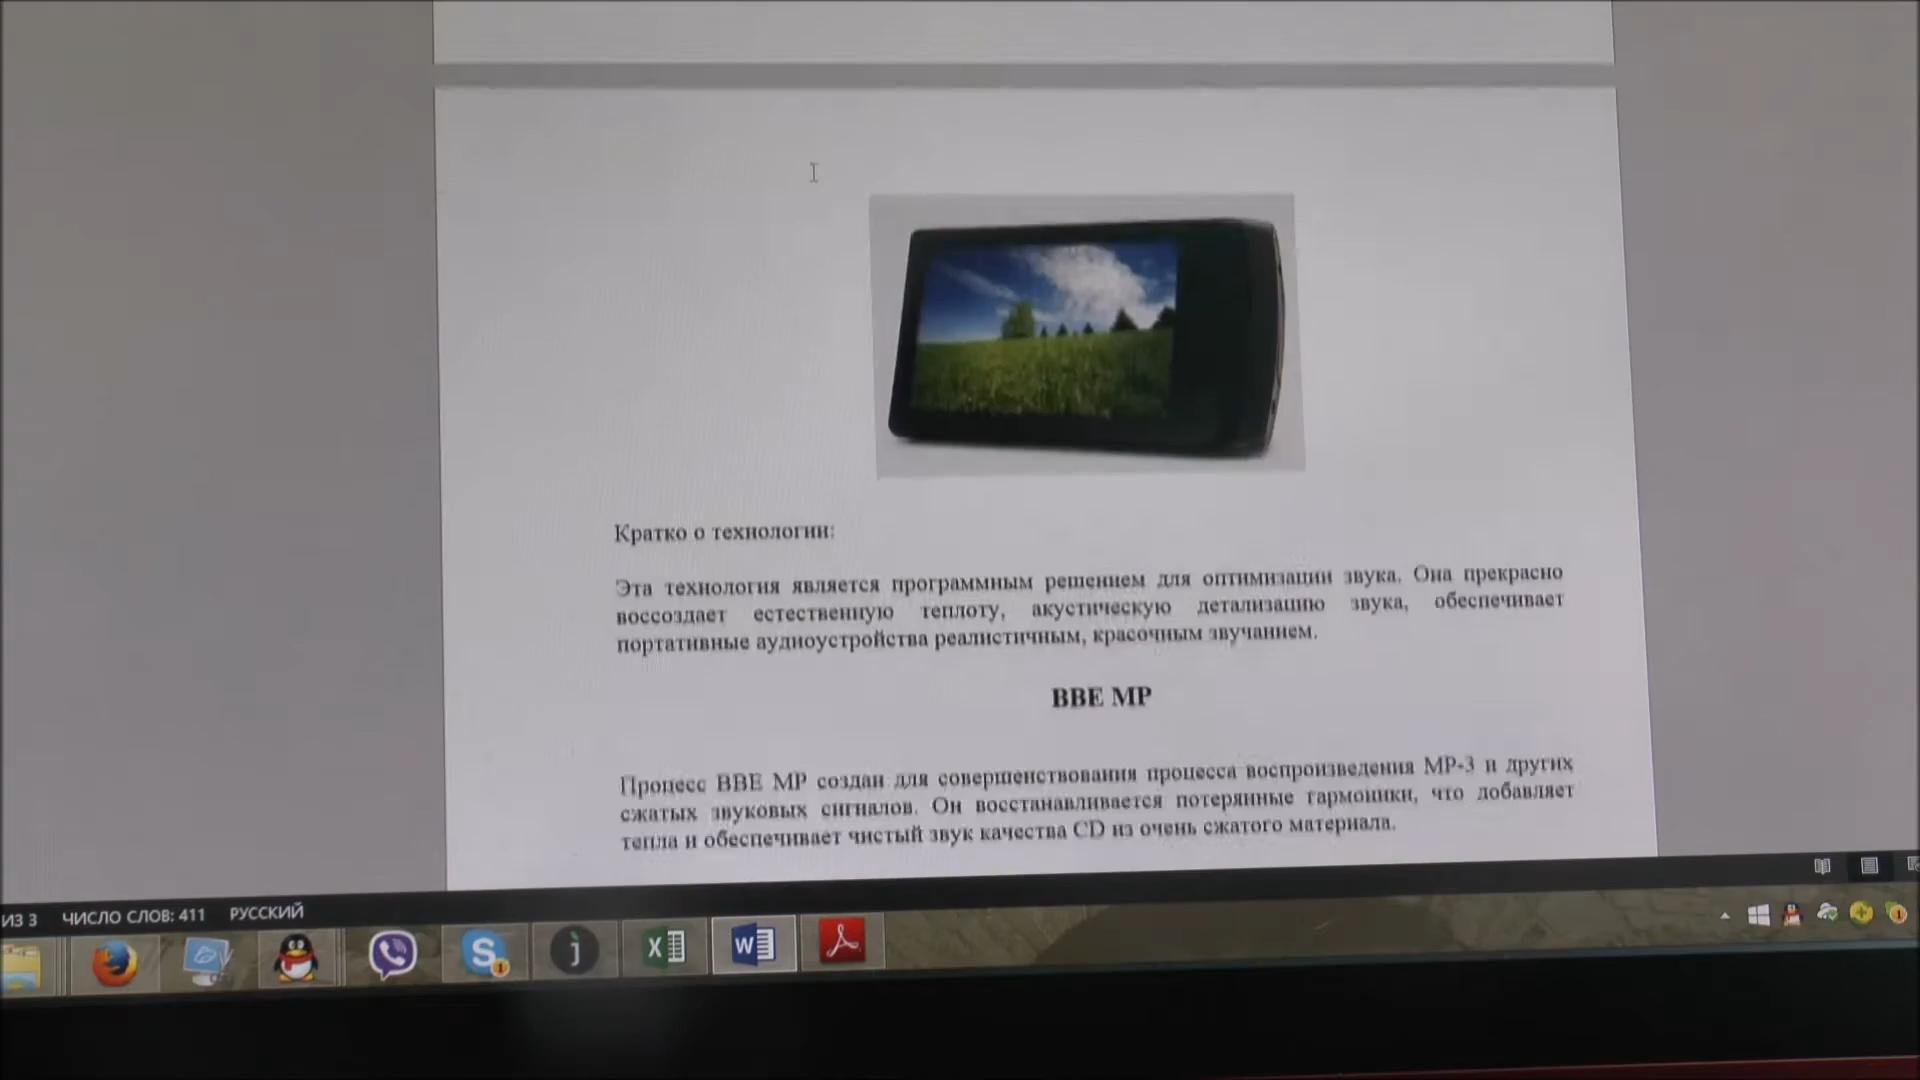 Кратко о технологии:
Эта технология является программным решением для оптимизации звука. Она прекрасно
воссоздает естественную теплоту, акустическую детализацию звука, обеспечивает
портативные аудиоустройства реалистичным, красочным звучанием.
BBE MP
Процесс BBE MP создан для совершенствования процесса воспроизведения MP-3 и других
сжатых звуковых сигналов. Он восстанавливается потерянные гармоники, что добавляет
тепла и обеспечивает чистый звук качества CD из очень сжатого материала.
ИЗ 3 ЧИСЛО СЛОВ: 411 РУССКИЙ